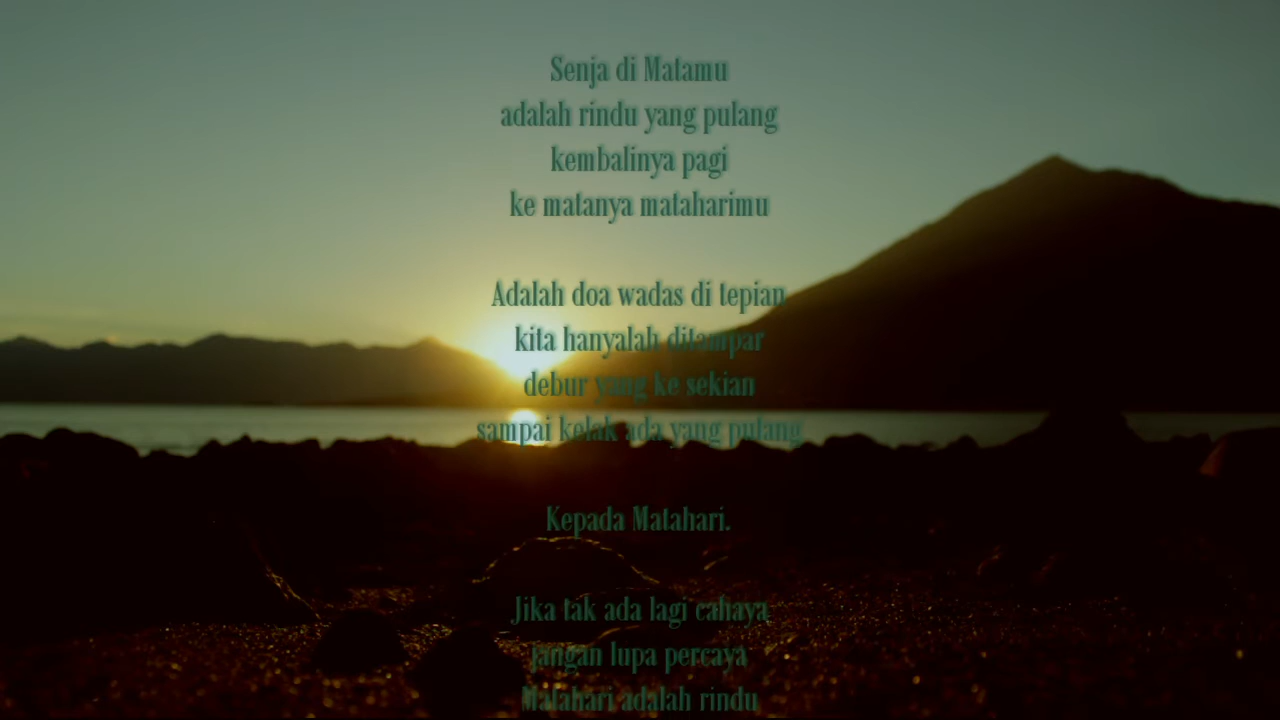 Senja di Matamu
adalah rindu yang pulang
kembalinya pagi
ke matanya mataharimu
Adalah doa wadas di tepian
kita hanyalah ditampar
debur yang ke sekian
sampai kelak ada yang pulang
Kepada Matahari.
Jika tak ada lagi cahaya
jangan lupa percaya
Matahari adalah rindu